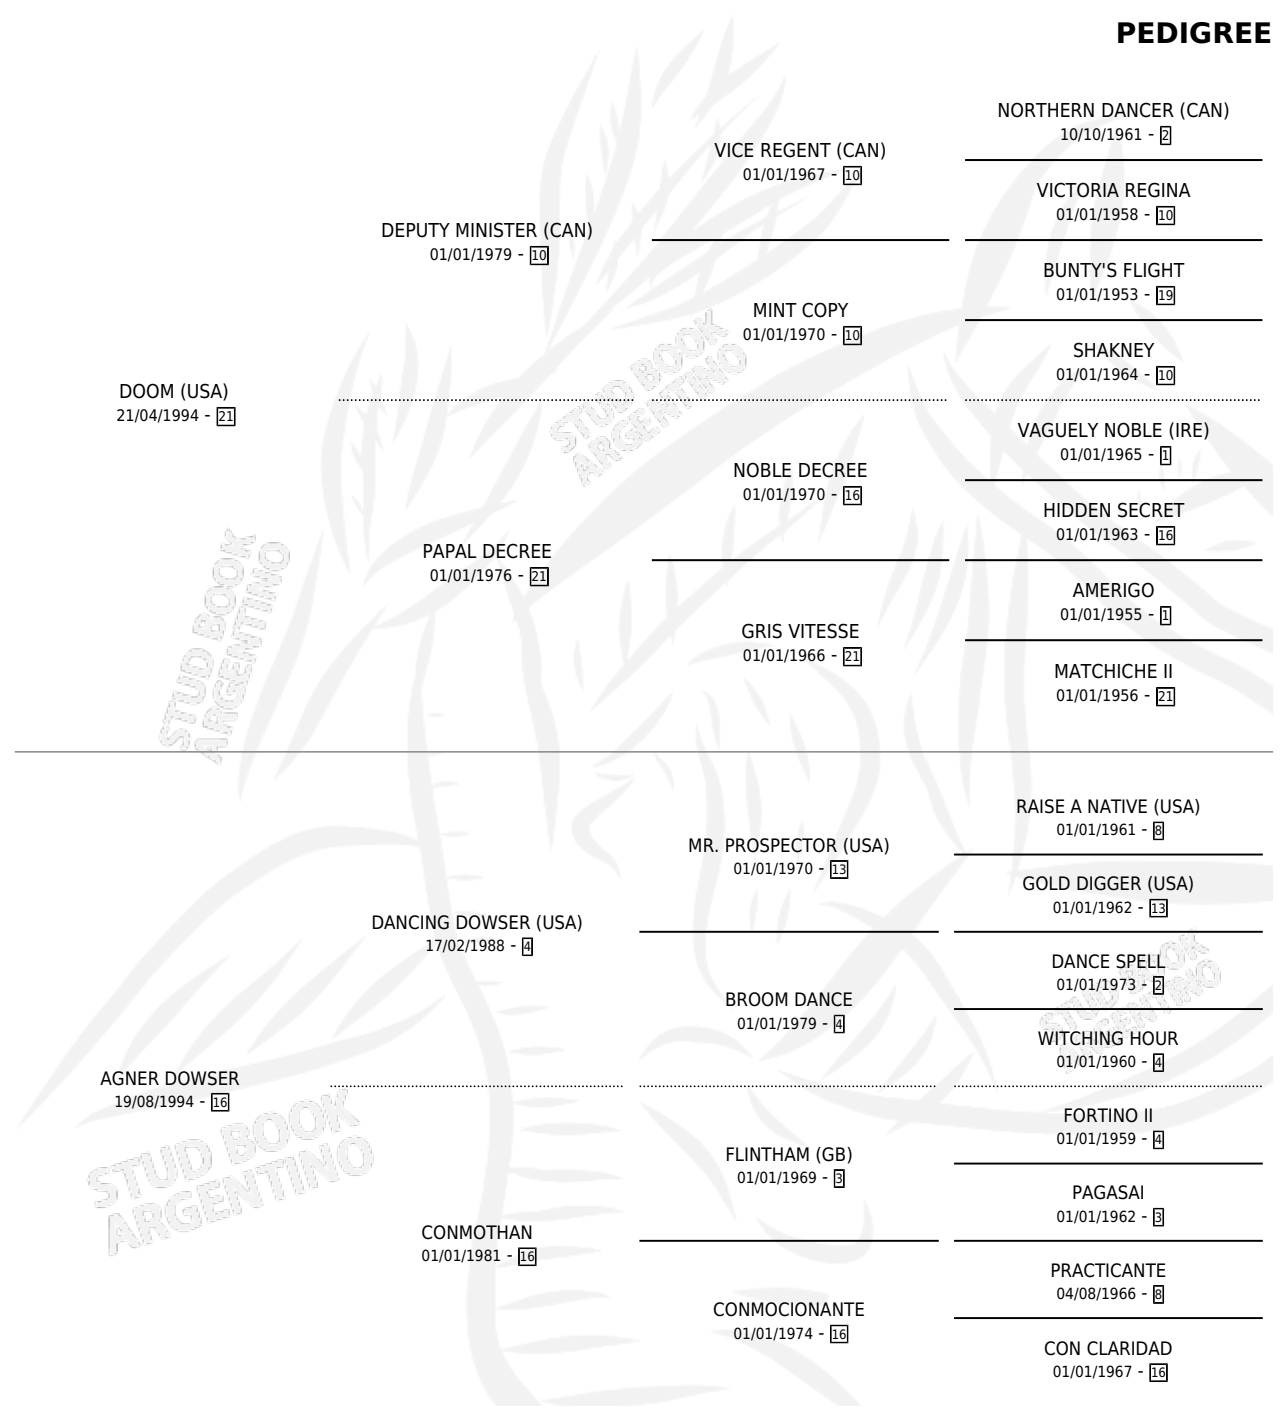 PEDIGREE
NORTHERN DANCER (CAN)
10/10/1961 - 2
VICE REGENT (CAN)
01/01/1967 - 10
VICTORIA REGINA
01/01/1958 - 10
DEPUTY MINISTER (CAN)
01/01/1979 - 10
BUNTY'S FLIGHT
01/01/1953 - 19
MINT COPY
01/01/1970 - 10
SHAKNEY
01/01/1964 - 10
DOOM (USA)
21/04/1994 - 21
VAGUELY NOBLE (IRE)
01/01/1965 - 1
NOBLE DECREE
01/01/1970 - 16
HIDDEN SECRET
01/01/1963 - 16
PAPAL DECREE
01/01/1976 - 21
AMERIGO
01/01/1955 - 1
GRIS VITESSE
01/01/1966 - 21
MATCHICHE II
01/01/1956 - 21
RAISE A NATIVE (USA)
01/01/1961 - 8
MR. PROSPECTOR (USA)
01/01/1970 - 13
GOLD DIGGER (USA)
01/01/1962 - 13
DANCING DOWSER (USA)
17/02/1988 - 4
DANCE SPELL
01/01/1973 - 2
BROOM DANCE
01/01/1979 - 4
WITCHING HOUR
01/01/1960 - 4
AGNER DOWSER
19/08/1994 - 16
FORTINO II
01/01/1959 - 4
FLINTHAM (GB)
01/01/1969 - 3
PAGASAI
01/01/1962 - 3
CONMOTHAN
01/01/1981 - 16
PRACTICANTE
04/08/1966 - 8
CONMOCIONANTE
01/01/1974 - 16
CON CLARIDAD
01/01/1967 - 16
STUD BOOK
ARGENTINO
STUD BOOK
ARGENTINO
STUD BOOK
ARGENTINO
STUD BOOK
ARGENTINO